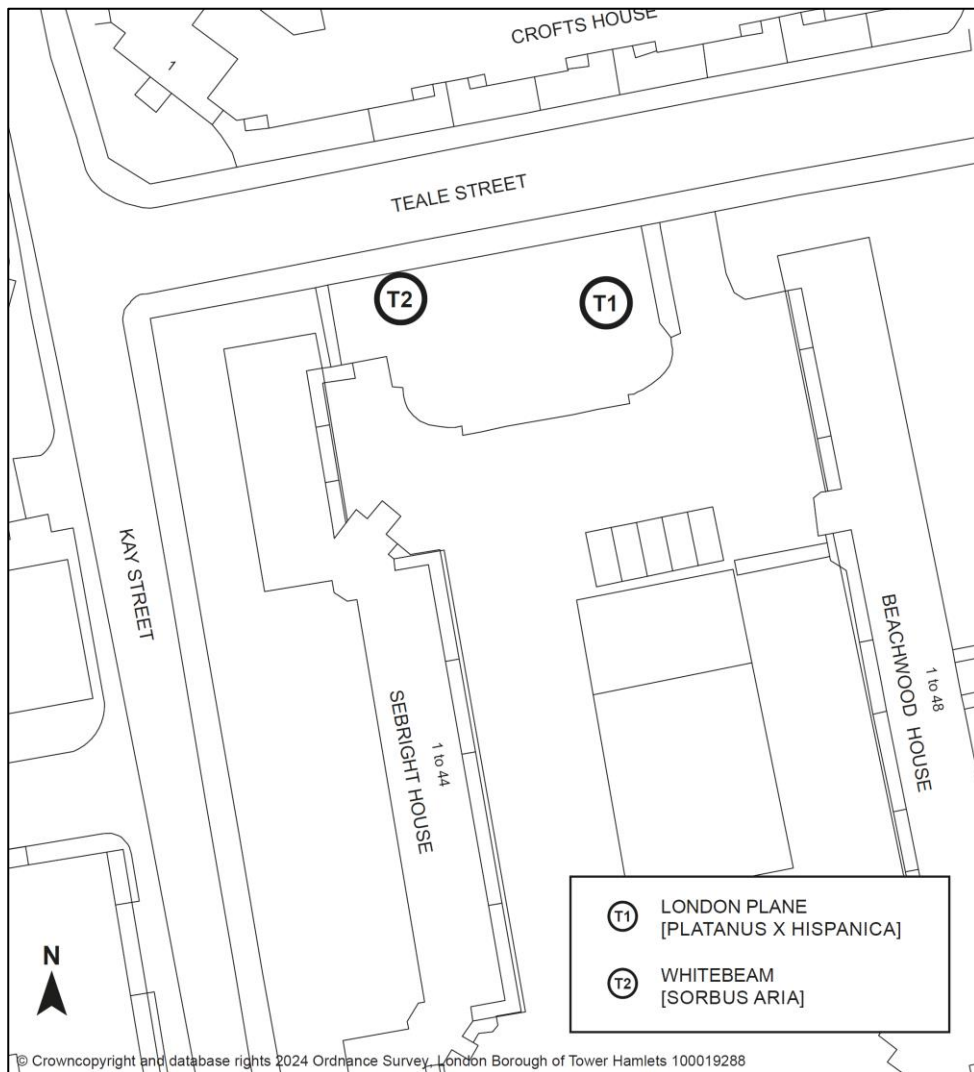 CROFTS HOUSE
1
TEALE STREET
T2
T1
KAY STREET
SEBRIGHT HOUSE
1 to 44
BEACHWOOD HOUSE
1 to 48
T1 LONDON PLANE
[PLATANUS X HISPANICA]
T2 WHITEBEAM
[SORBUS ARIA]
N
© Crowncopyright and database rights 2024 Ordnance Survey, London Borough of Tower Hamlets 100019288